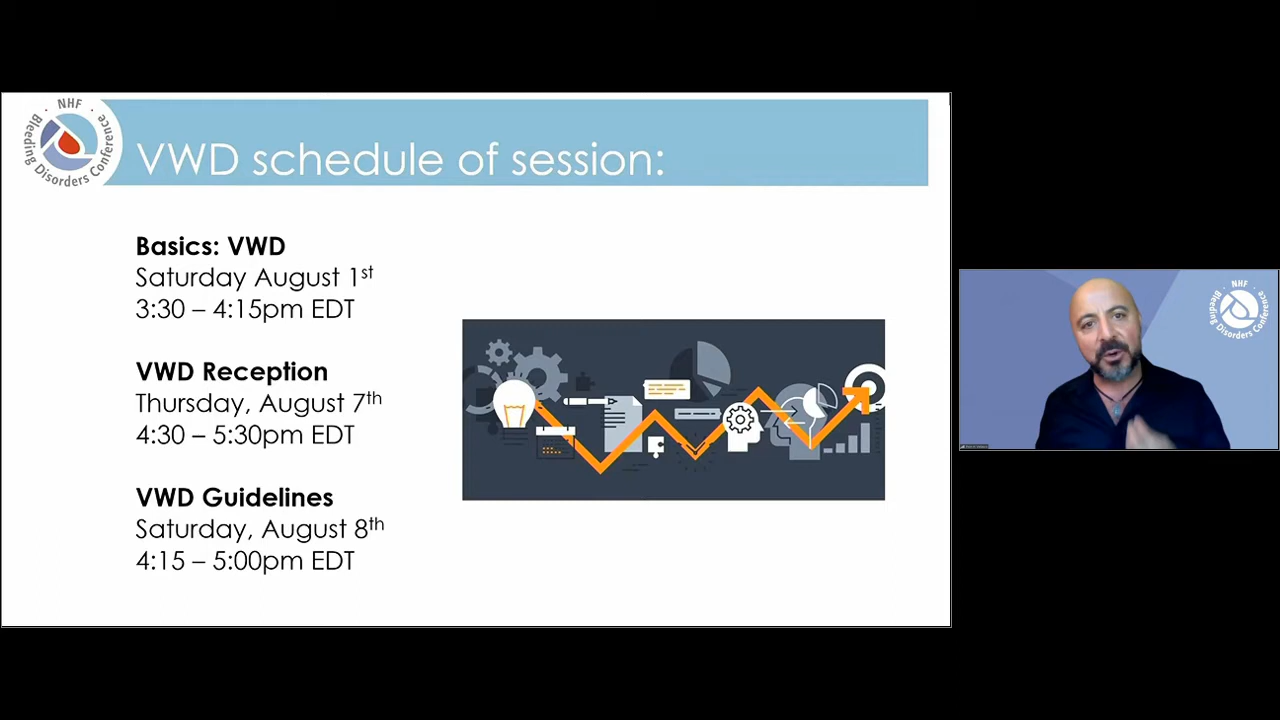 NHF
Bleeding Disorders Conference
VWD schedule of session:
Basics: VWD
Saturday August 1st
3:30 – 4:15pm EDT
VWD Reception
Thursday, August 7th
4:30 – 5:30pm EDT
VWD Guidelines
Saturday, August 8th
4:15 – 5:00pm EDT
NHF
Bleeding Disorders Conference